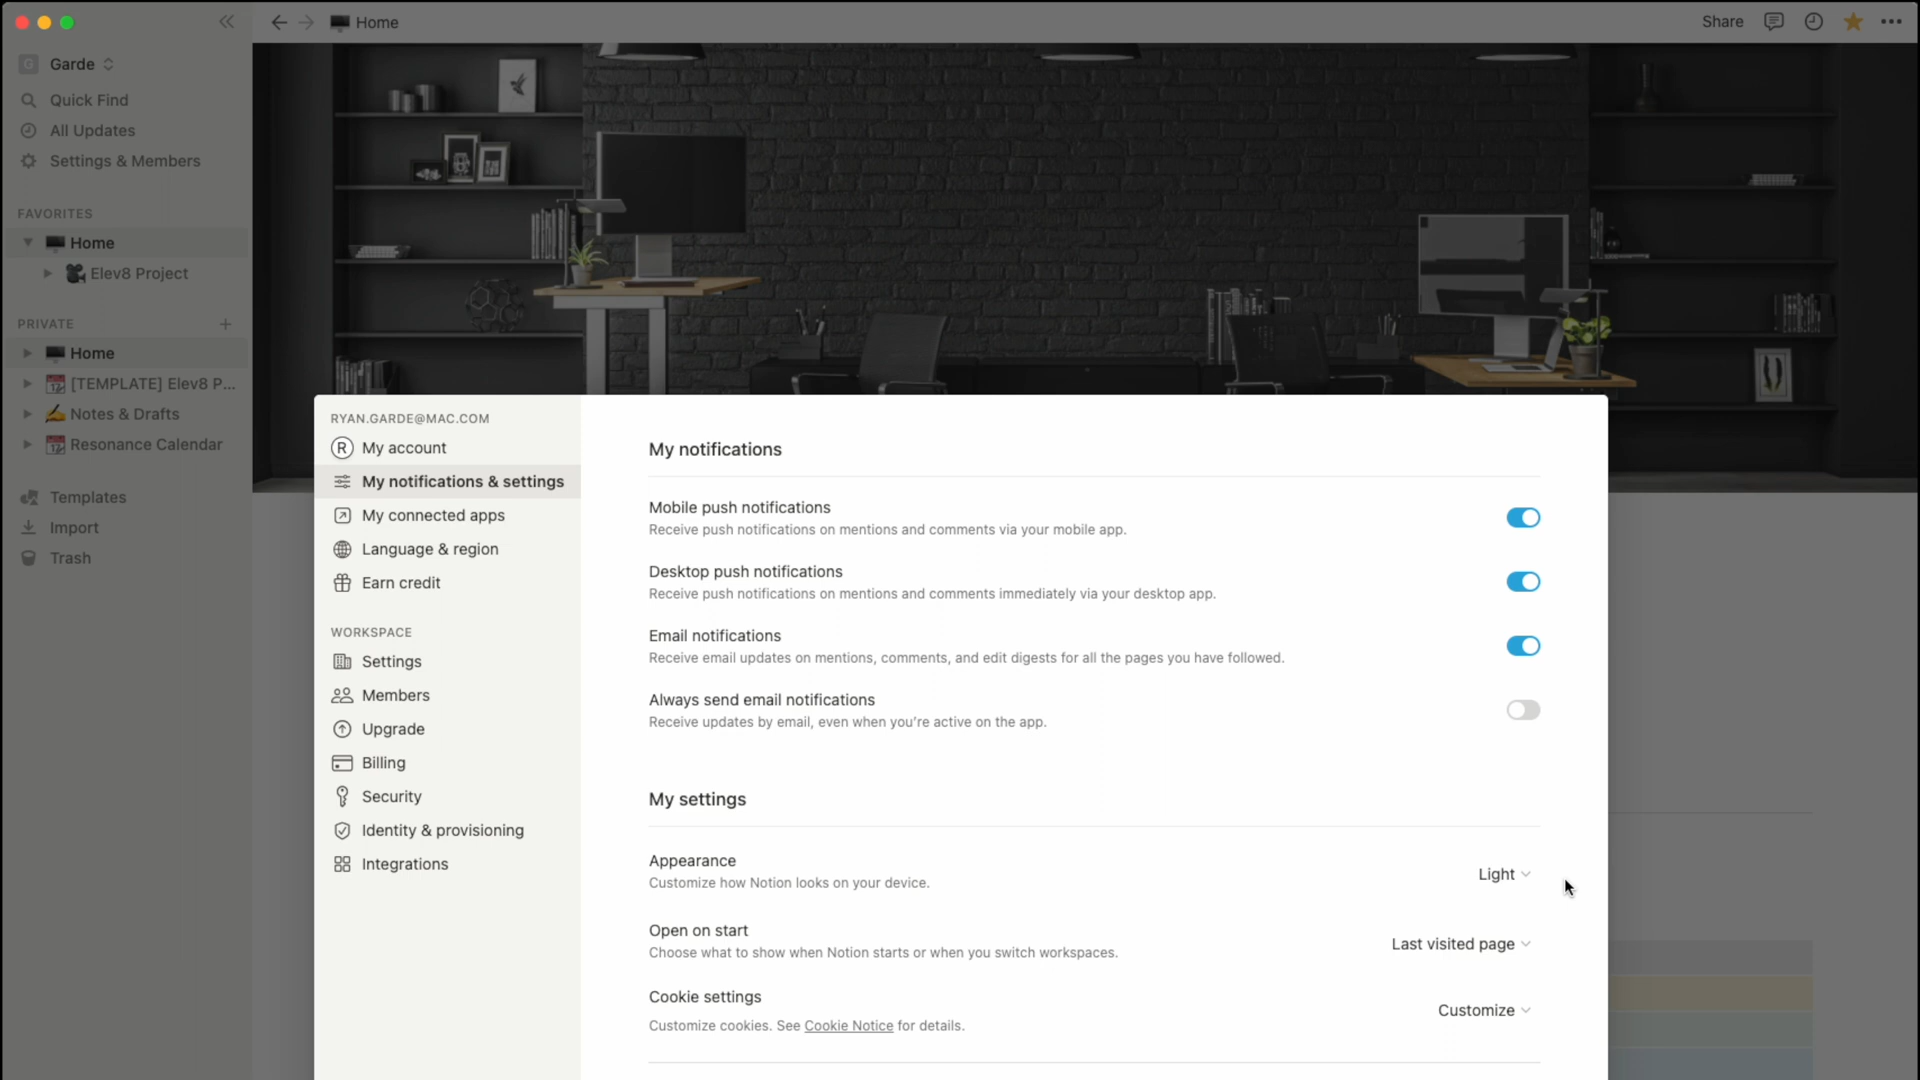 Home
Share
G Garde
Quick Find
All Updates
Settings & Members
FAVORITES
Home
Elev8 Project
PRIVATE
Home
[TEMPLATE] Elev8 P...
Notes & Drafts
Resonance Calendar
Templates
Import
Trash
RYAN.GARDE@MAC.COM
R My account
My notifications & settings
My connected apps
Language & region
Earn credit
WORKSPACE
Settings
Members
Upgrade
Billing
Security
Identity & provisioning
Integrations
My notifications
Mobile push notifications
Receive push notifications on mentions and comments via your mobile app.
Desktop push notifications
Receive push notifications on mentions and comments immediately via your desktop app.
Email notifications
Receive email updates on mentions, comments, and edit digests for all the pages you have followed.
Always send email notifications
Receive updates by email, even when you're active on the app.
My settings
Appearance
Customize how Notion looks on your device.
Light
Open on start
Choose what to show when Notion starts or when you switch workspaces.
Last visited page
Cookie settings
Customize cookies. See Cookie Notice for details.
Customize